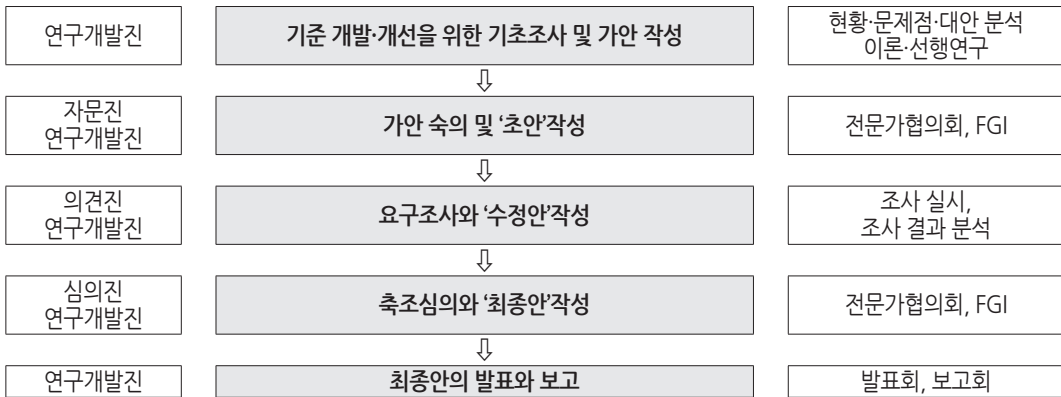 연구개발진
기준 개발·개선을 위한 기초조사 및 가안 작성
현황·문제점·대안 분석
이론·선행연구
⇩
자문진
연구개발진
가안 숙의 및 ‘초안’작성
전문가협의회, FGI
⇩
의견진
연구개발진
요구조사와 ‘수정안’작성
조사 실시,
조사 결과 분석
⇩
심의진
연구개발진
축조심의와 ‘최종안’작성
전문가협의회, FGI
⇩
연구개발진
최종안의 발표와 보고
발표회, 보고회